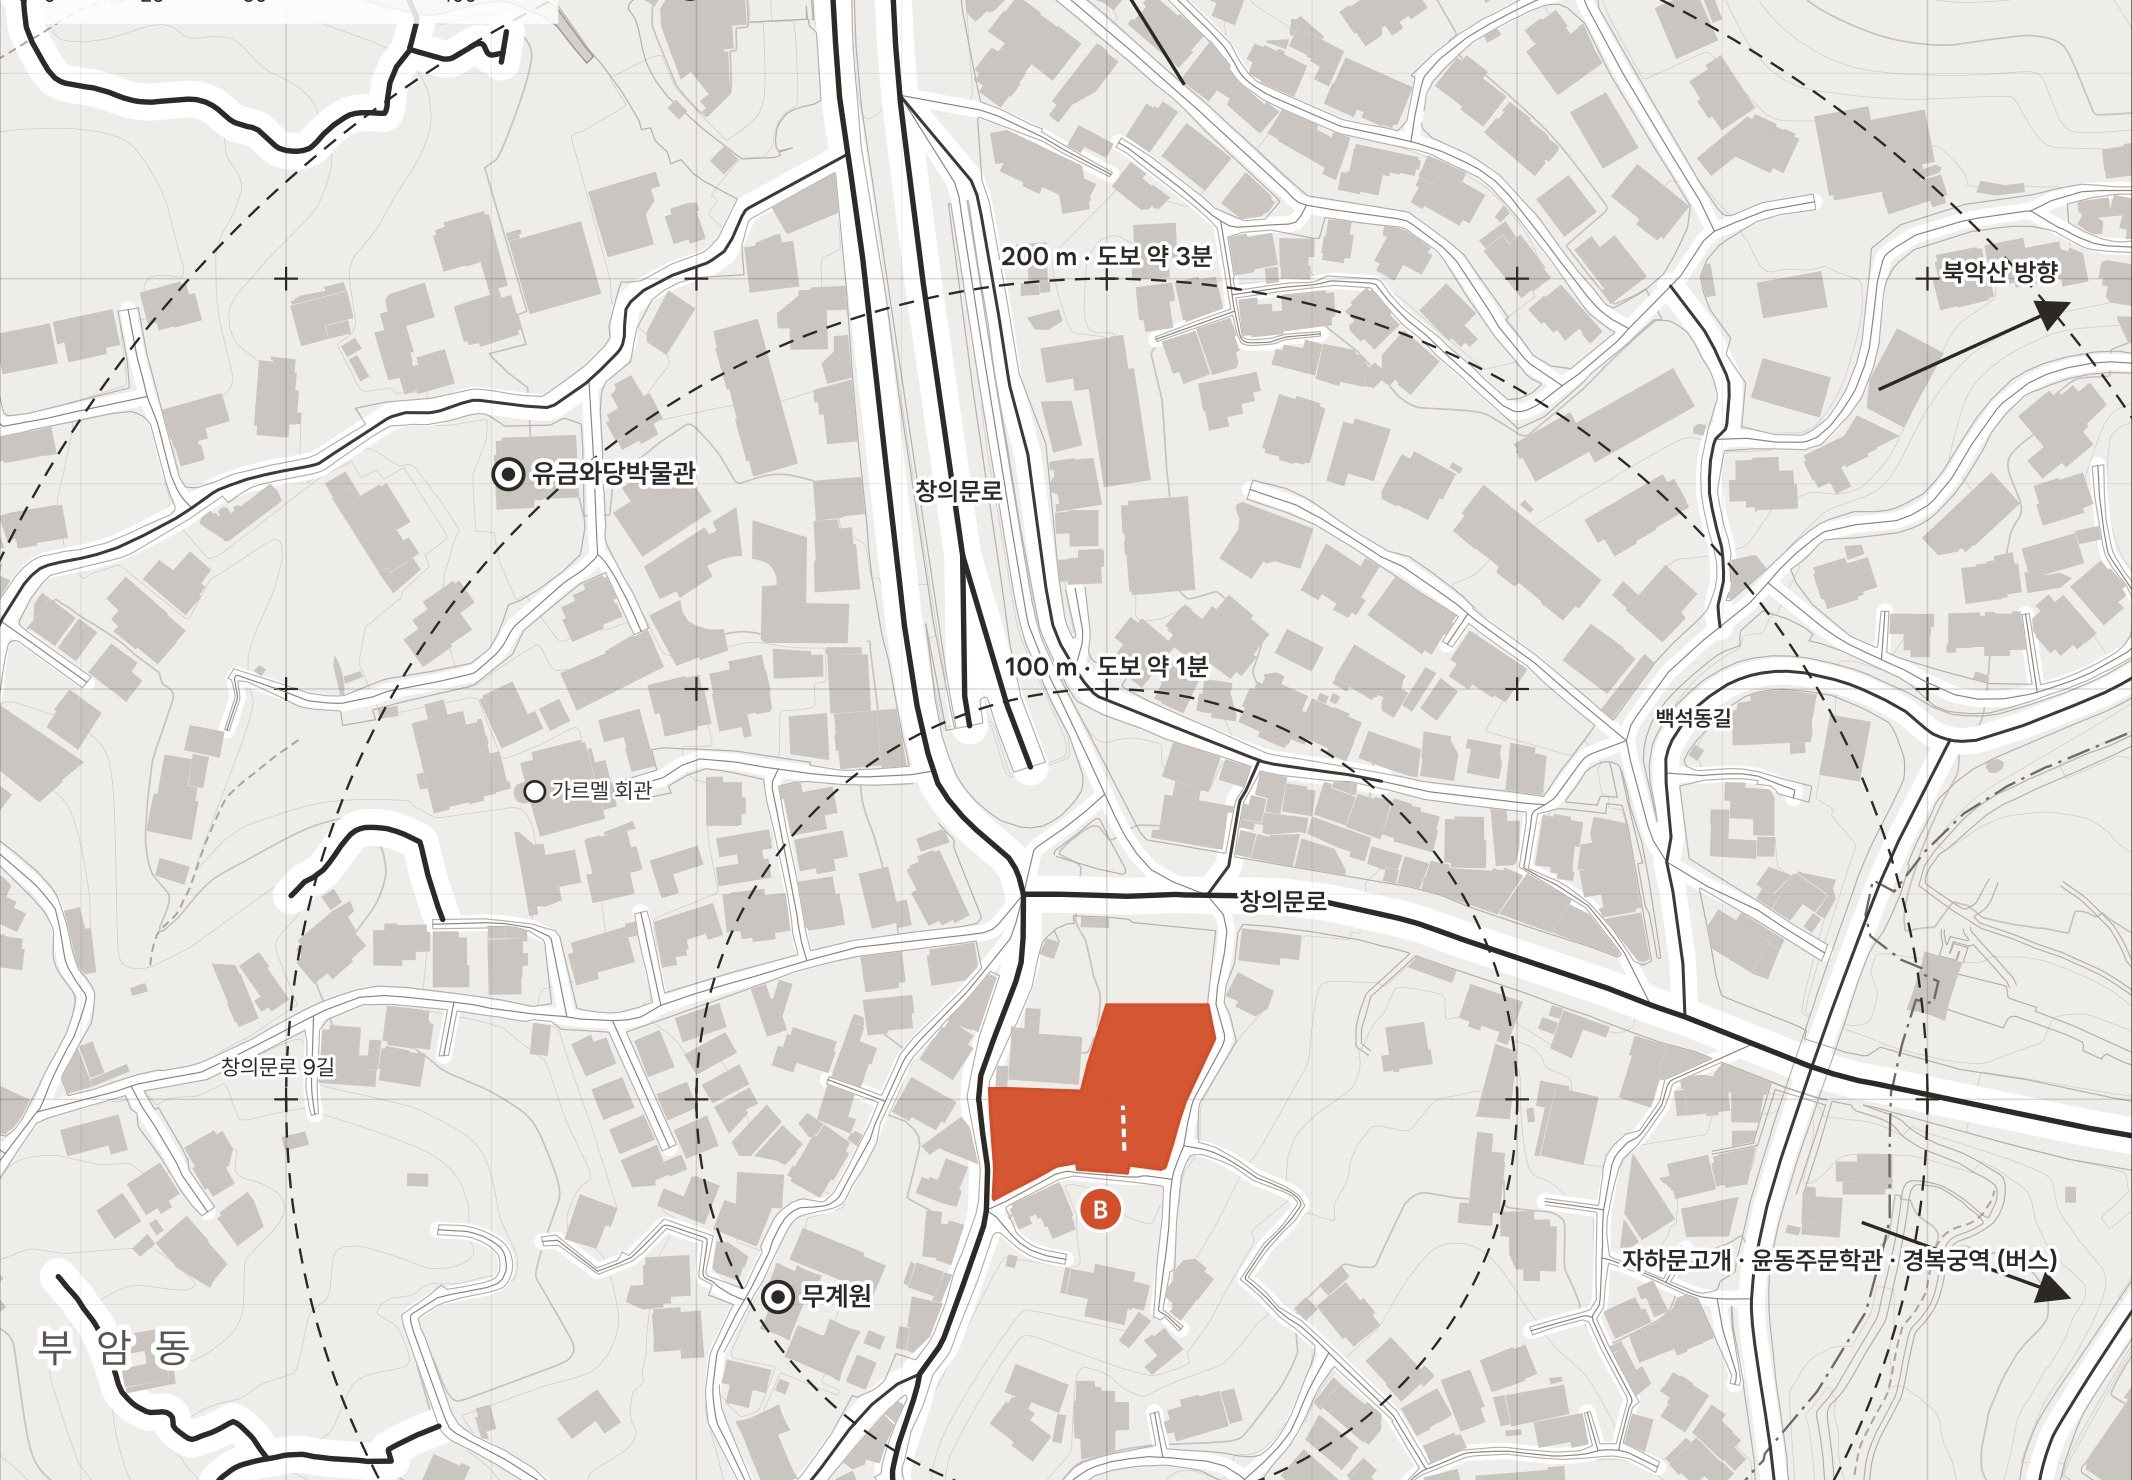 200 m · 도보 약 3분
북악산 방향
유금와당박물관
창의문로
100 m · 도보 약 1분
백석동길
가르멜 회관
창의문로
창의문로 9길
B
자하문고개 · 윤동주문학관 · 경복궁역 (버스)
무계원
부 암 동